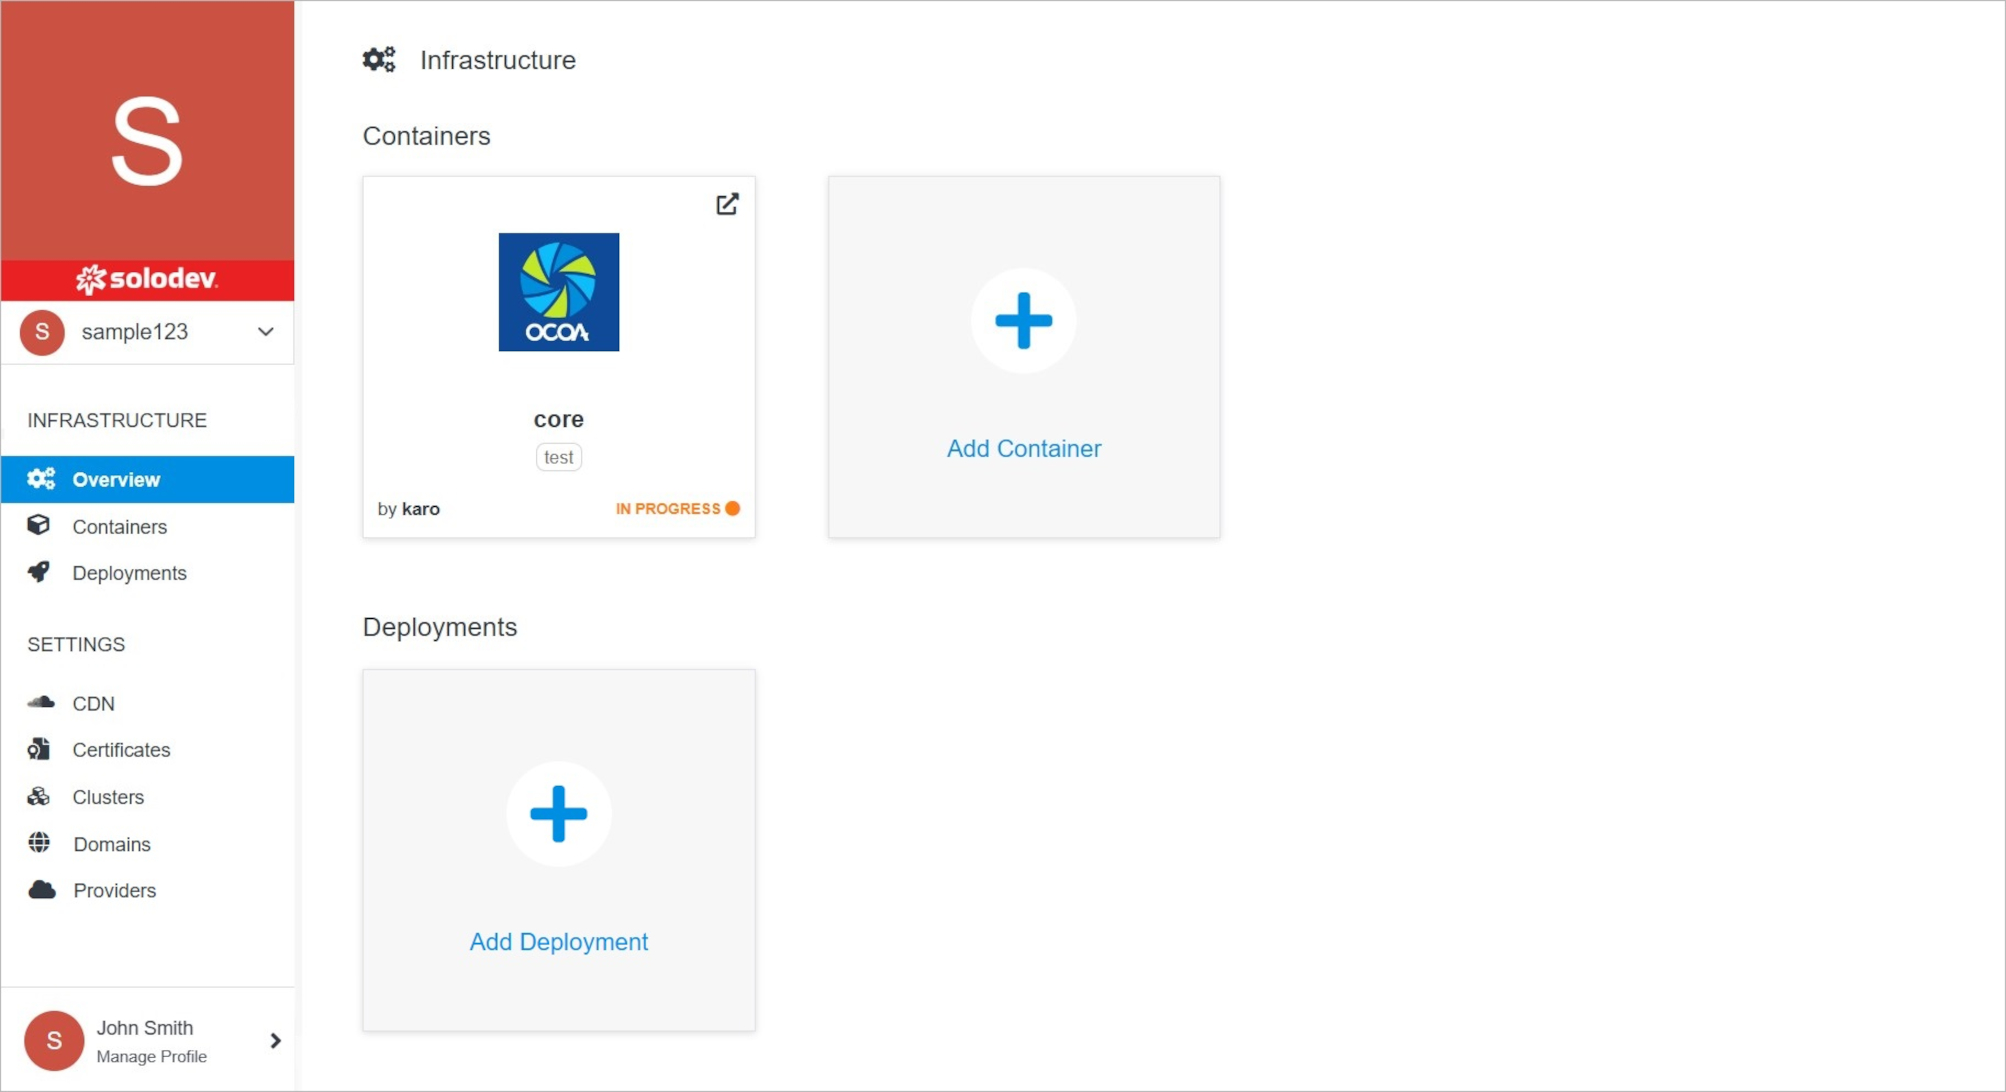 S
solodev
S sample123
INFRASTRUCTURE
Overview
Containers
Deployments
SETTINGS
CDN
Certificates
Clusters
Domains
Providers
S
John Smith
Manage Profile
Infrastructure
Containers
OCOA
core
test
by karo
IN PROGRESS
Add Container
Deployments
Add Deployment